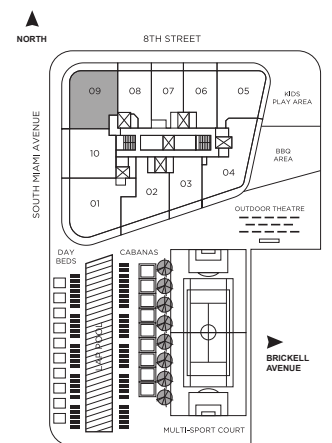 NORTH
8TH STREET
SOUTH MIAMI AVENUE
09
08
07
06
05
KIDS
PLAY AREA
10
BBQ
AREA
04
03
02
01
OUTDOOR THEATRE
DAY
BEDS
CABANAS
LAP POOL
BRICKELL
AVENUE
MULTI-SPORT COURT